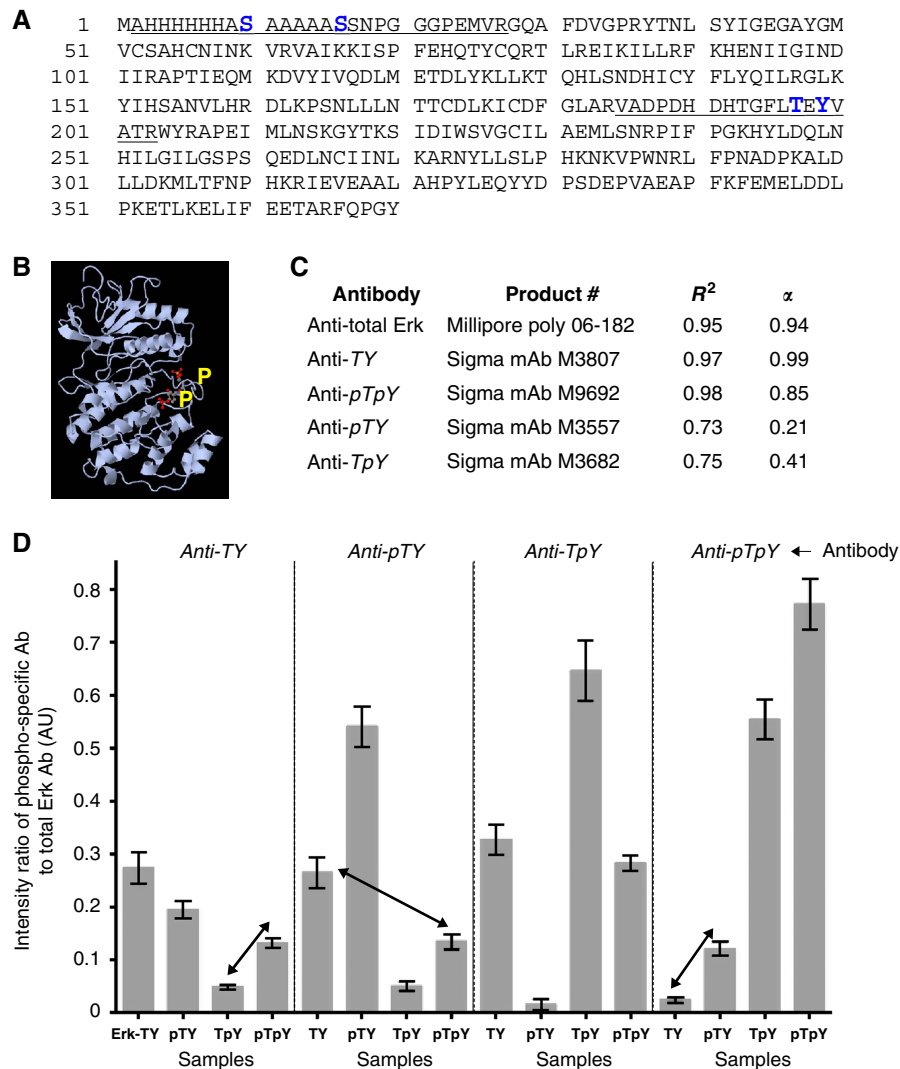 A
1 MAHHHHHHHA SAAAAAASSNPG GGPEMVRGQA FDVGPRYTNL SYIGEGAYGM
51 VCSAHCNINK VRVAIKKISP FEHQTYCQRT LREIKILLRF KHENIIGIND
101 IIRAPTIEQM KDVYIVQDLM ETDLYKLLKT QHLSNDHICY FLYQILRGLK
151 YIHSANVLHR DLKPSNLLLN TTCDLKICDF GLARVADPDH DHTGFLTEYV
201 ATRWYRAPEI MLNSKGYTKS IDIWSVGCIL AEMLSNRPIF PGKHYLDQLN
251 HILGILGSPS QEDLNCIINL KARNYLLSLP HKNKVPWNRL FPNADPKALD
301 LLDKMLTFNP HKRIEVEAAL AHPYLEQYYD PSDEPVAEAP FKFEMELDDL
351 PKETLKELIF EETARFQPGY
B
P
P
C
Antibody Product # R² α
Anti-total Erk Millipore poly 06-182 0.95 0.94
Anti-TY Sigma mAb M3807 0.97 0.99
Anti-pTpY Sigma mAb M9692 0.98 0.85
Anti-pTY Sigma mAb M3557 0.73 0.21
Anti-TpY Sigma mAb M3682 0.75 0.41
D
Anti-TY Anti-pTY Anti-TpY Anti-pTpY ← Antibody
Intensity ratio of phospho-specific Ab
to total Erk Ab (AU)
0.8
0.7
0.6
0.5
0.4
0.3
0.2
0.1
0
Erk-TY pTY TpY pTpY TY pTY TpY pTpY TY pTY TpY pTpY TY pTY TpY pTpY
Samples Samples Samples Samples